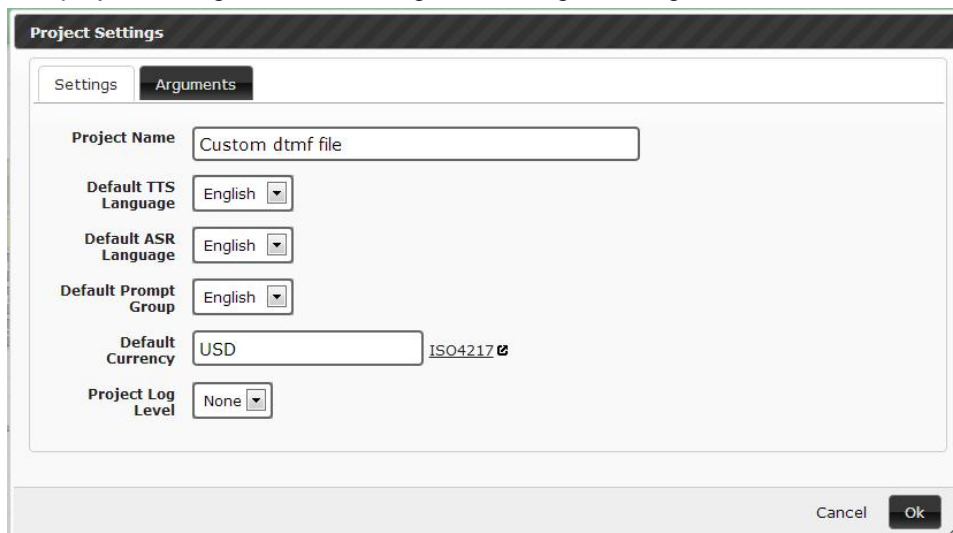 Project Settings
Settings Arguments
Project Name Custom dtmf file
Default TTS
Language English
Default ASR
Language English
Default Prompt
Group English
Default
Currency USD ISO4217
Project Log
Level None
Cancel Ok